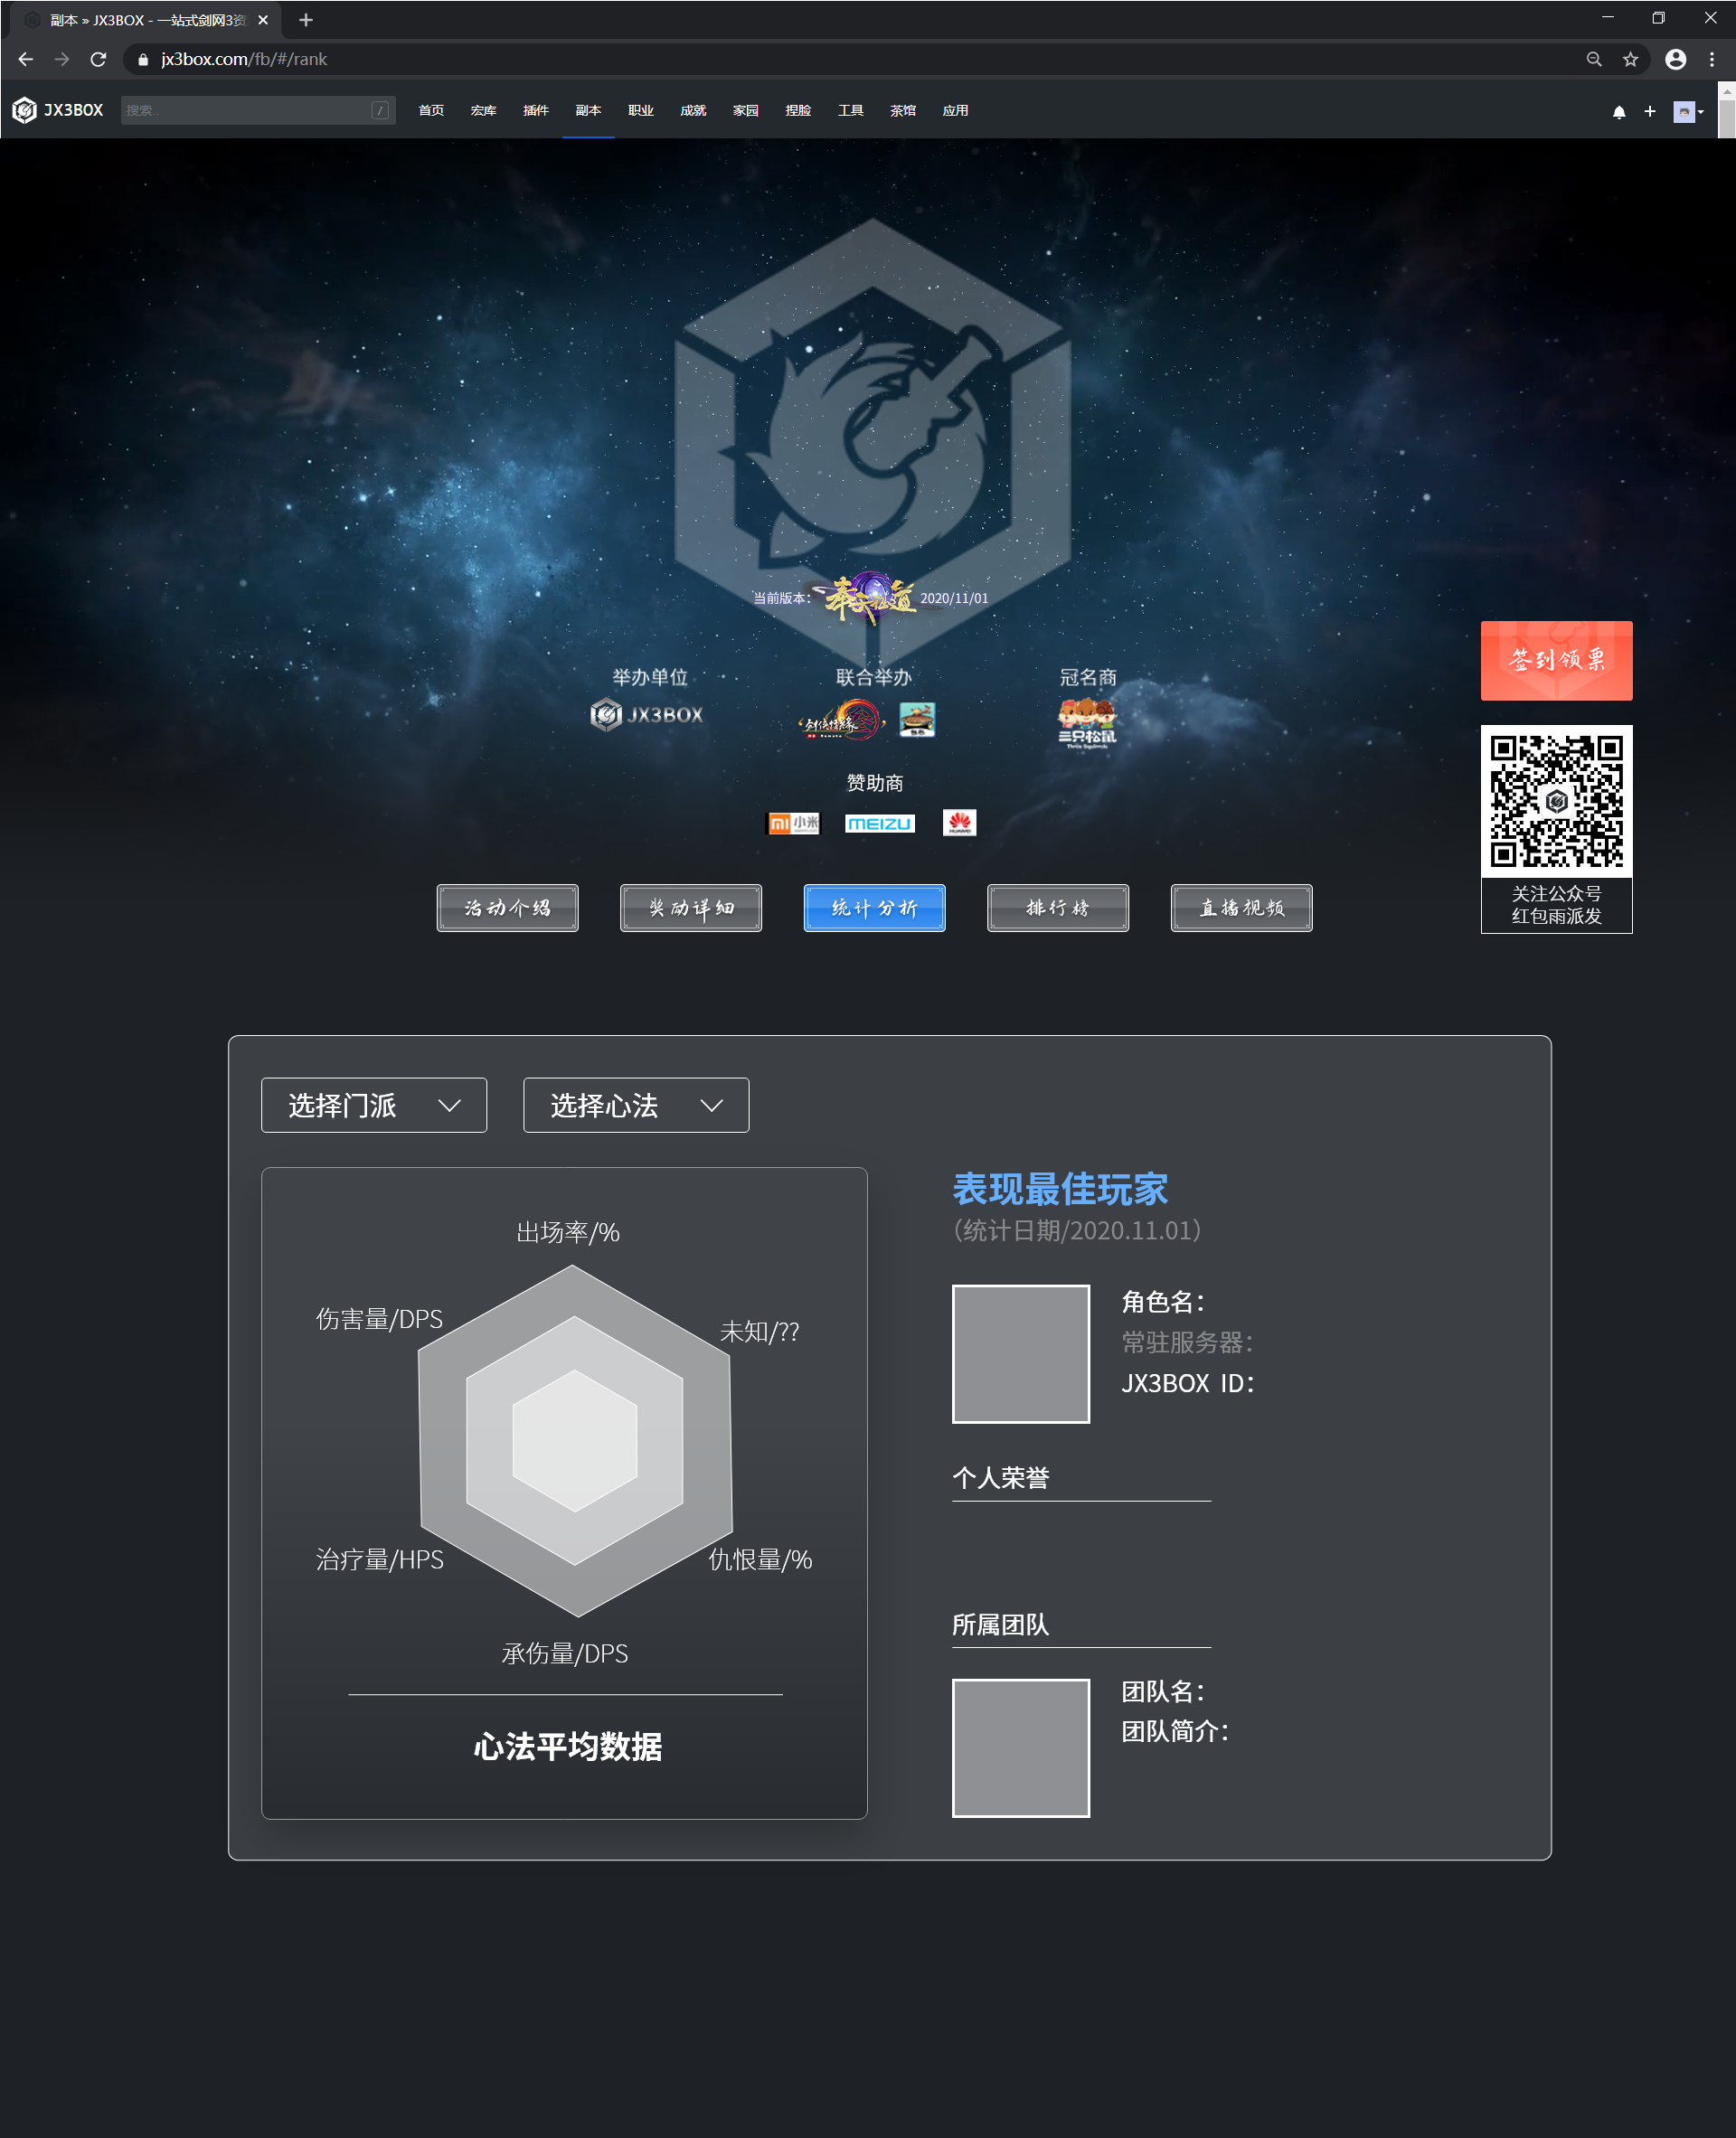 副本 » JX3BOX - 一站式剑网3资
jx3box.com/fb/#/rank
JX3BOX
搜索..
/
首页 宏库 插件 副本 职业 成就 家园 捏脸 工具 茶馆 应用
当前版本：
奉天证道
2020/11/01
举办单位 联合举办 冠名商
JX3BOX
剑侠情缘
三只松鼠
Three Squirrels
赞助商
mi 小米
MEIZU
HUAWEI
签到领票
关注公众号
红包雨派发
活动介绍 奖励详细 统计分析 排行榜 直播视频
选择门派 选择心法
出场率/%
伤害量/DPS
未知/??
治疗量/HPS
仇恨量/%
承伤量/DPS
心法平均数据
表现最佳玩家
（统计日期/2020.11.01）
角色名：
常驻服务器：
JX3BOX ID：
个人荣誉
所属团队
团队名：
团队简介：